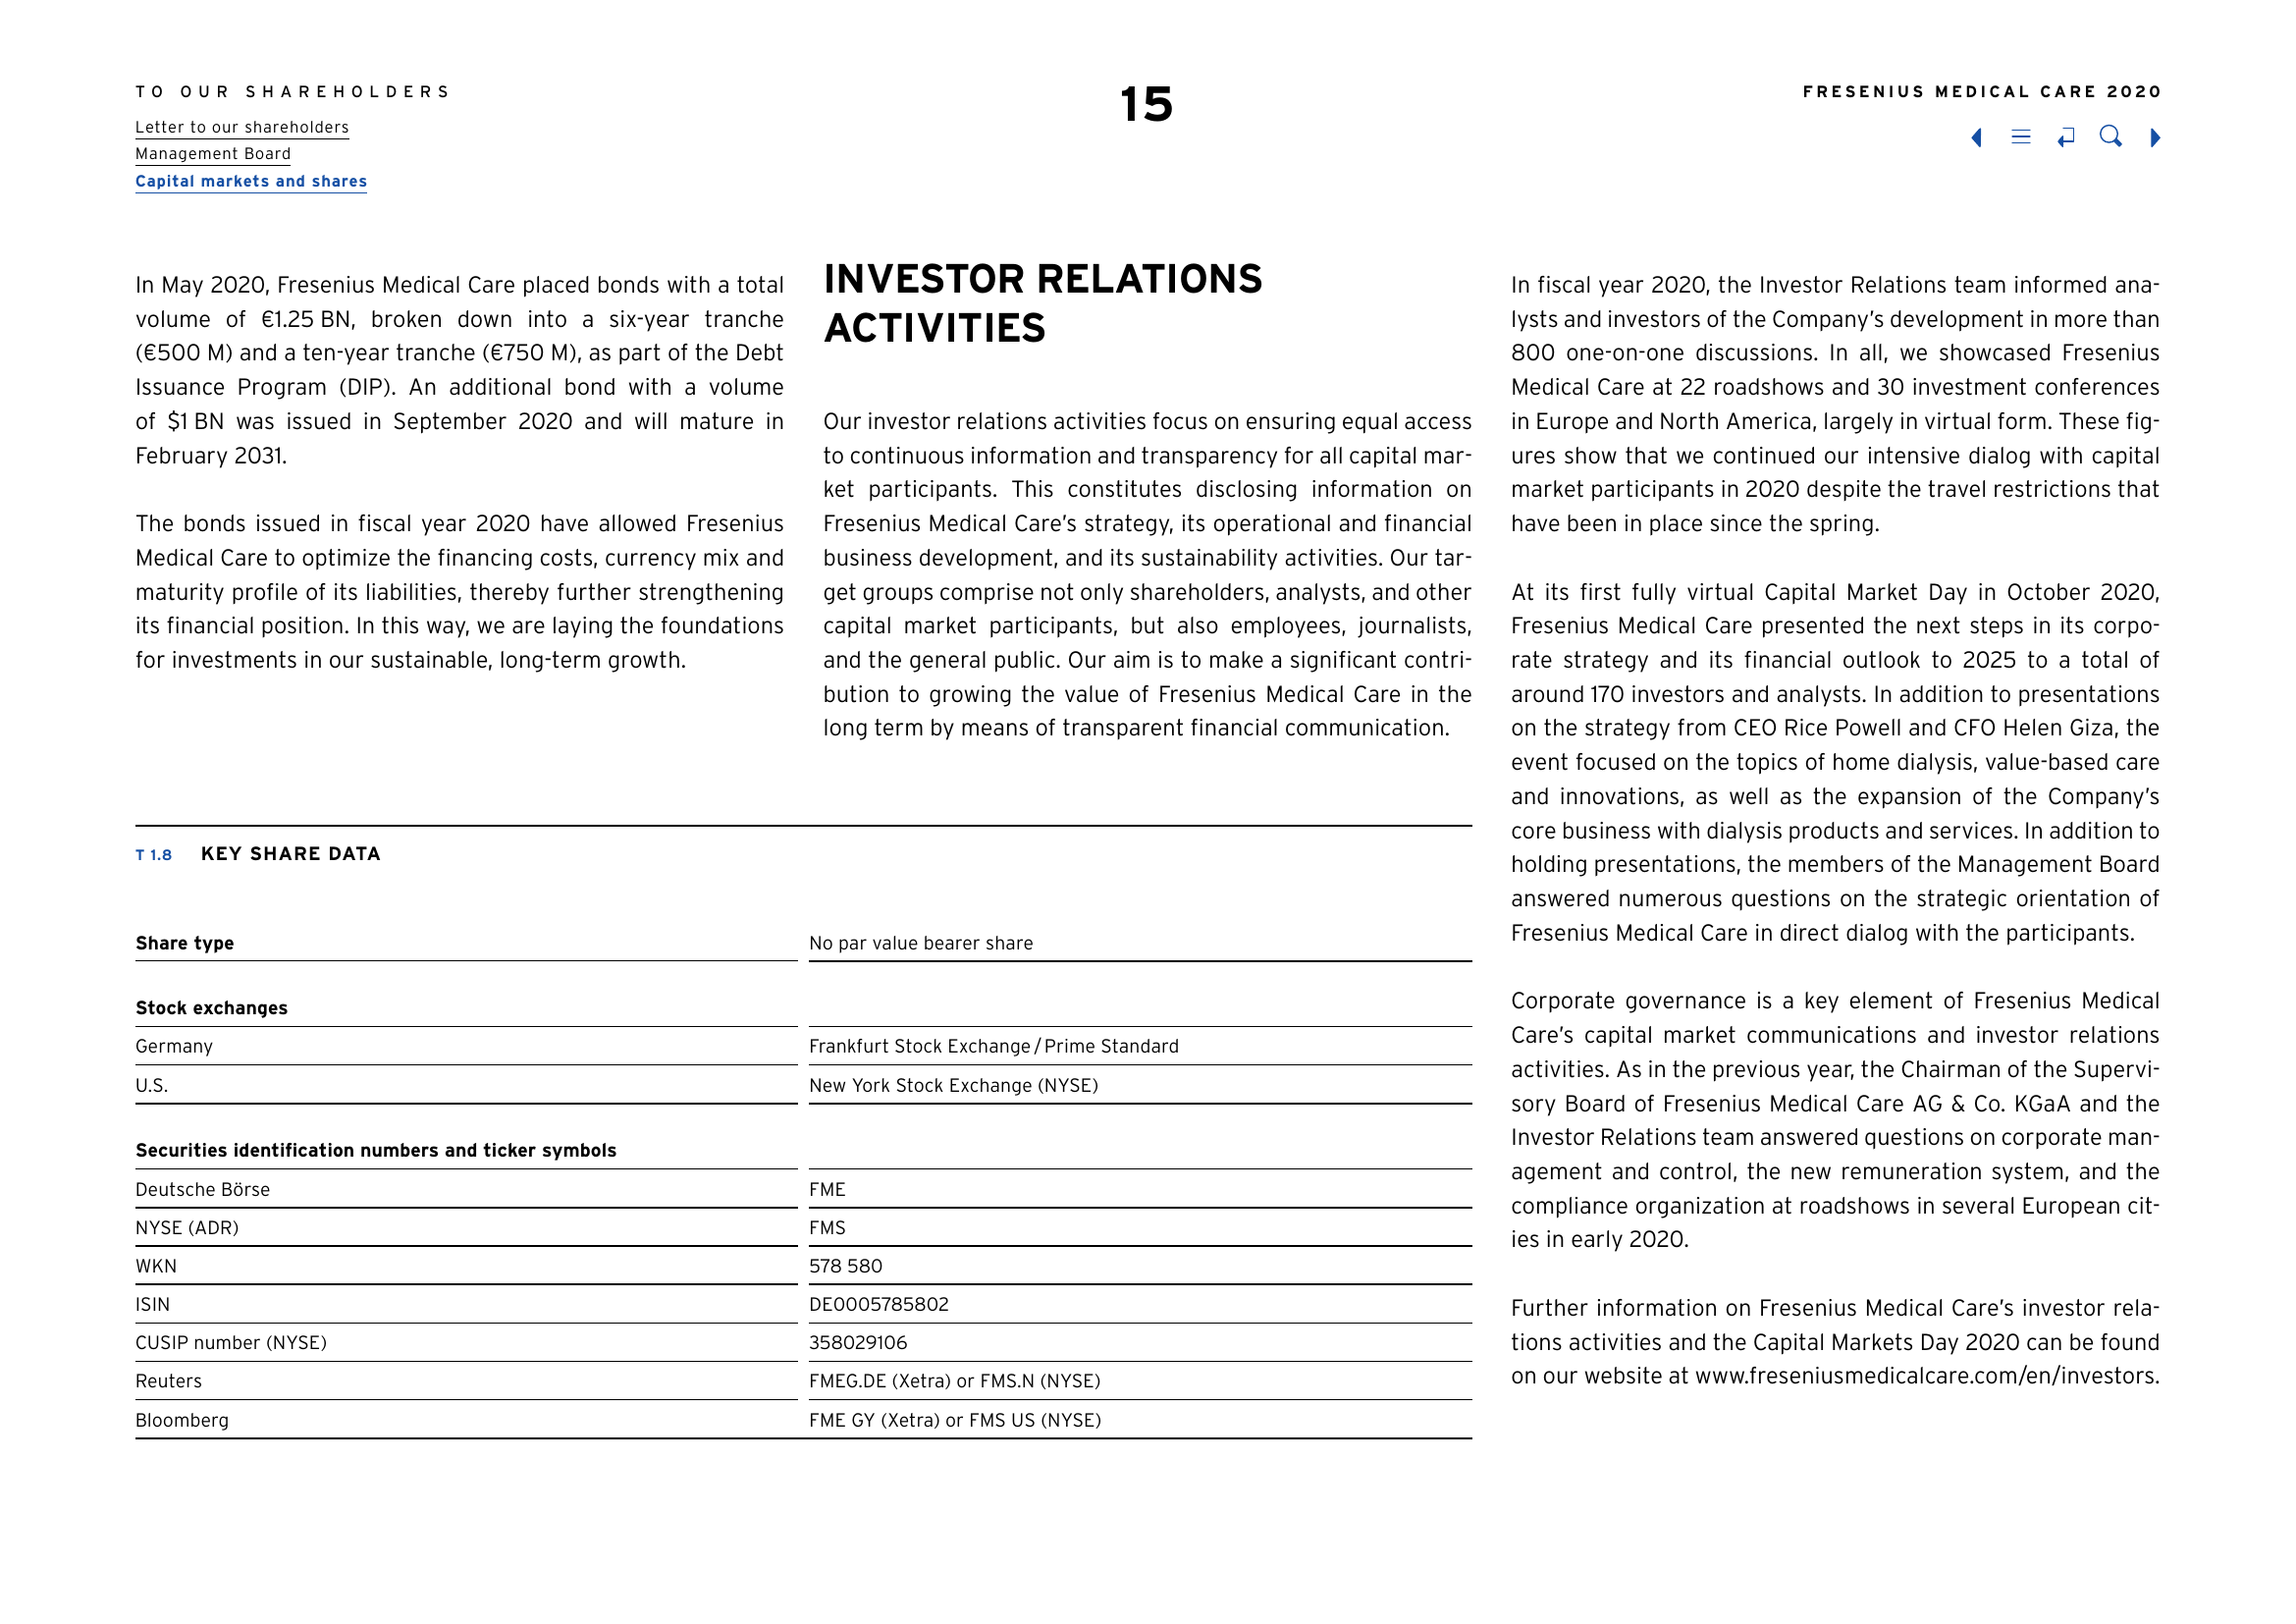 TO OUR SHAREHOLDERS
Letter to our shareholders
Management Board
Capital markets and shares
15
FRESENIUS MEDICAL CARE 2020
In May 2020, Fresenius Medical Care placed bonds with a total
volume of €1.25 BN, broken down into a six-year tranche
(€500 M) and a ten-year tranche (€750 M), as part of the Debt
Issuance Program (DIP). An additional bond with a volume
of $1 BN was issued in September 2020 and will mature in
February 2031.
The bonds issued in fiscal year 2020 have allowed Fresenius
Medical Care to optimize the financing costs, currency mix and
maturity profile of its liabilities, thereby further strengthening
its financial position. In this way, we are laying the foundations
for investments in our sustainable, long-term growth.
INVESTOR RELATIONS
ACTIVITIES
Our investor relations activities focus on ensuring equal access
to continuous information and transparency for all capital mar-
ket participants. This constitutes disclosing information on
Fresenius Medical Care's strategy, its operational and financial
business development, and its sustainability activities. Our tar-
get groups comprise not only shareholders, analysts, and other
capital market participants, but also employees, journalists,
and the general public. Our aim is to make a significant contri-
bution to growing the value of Fresenius Medical Care in the
long term by means of transparent financial communication.
T 1.8 KEY SHARE DATA
Share type No par value bearer share
Stock exchanges
Germany Frankfurt Stock Exchange / Prime Standard
U.S. New York Stock Exchange (NYSE)
Securities identification numbers and ticker symbols
Deutsche Börse FME
NYSE (ADR) FMS
WKN 578 580
ISIN DE0005785802
CUSIP number (NYSE) 358029106
Reuters FMEG.DE (Xetra) or FMS.N (NYSE)
Bloomberg FME GY (Xetra) or FMS US (NYSE)
In fiscal year 2020, the Investor Relations team informed ana-
lysts and investors of the Company's development in more than
800 one-on-one discussions. In all, we showcased Fresenius
Medical Care at 22 roadshows and 30 investment conferences
in Europe and North America, largely in virtual form. These fig-
ures show that we continued our intensive dialog with capital
market participants in 2020 despite the travel restrictions that
have been in place since the spring.
At its first fully virtual Capital Market Day in October 2020,
Fresenius Medical Care presented the next steps in its corpo-
rate strategy and its financial outlook to 2025 to a total of
around 170 investors and analysts. In addition to presentations
on the strategy from CEO Rice Powell and CFO Helen Giza, the
event focused on the topics of home dialysis, value-based care
and innovations, as well as the expansion of the Company's
core business with dialysis products and services. In addition to
holding presentations, the members of the Management Board
answered numerous questions on the strategic orientation of
Fresenius Medical Care in direct dialog with the participants.
Corporate governance is a key element of Fresenius Medical
Care's capital market communications and investor relations
activities. As in the previous year, the Chairman of the Supervi-
sory Board of Fresenius Medical Care AG & Co. KGaA and the
Investor Relations team answered questions on corporate man-
agement and control, the new remuneration system, and the
compliance organization at roadshows in several European cit-
ies in early 2020.
Further information on Fresenius Medical Care's investor rela-
tions activities and the Capital Markets Day 2020 can be found
on our website at www.freseniusmedicalcare.com/en/investors.